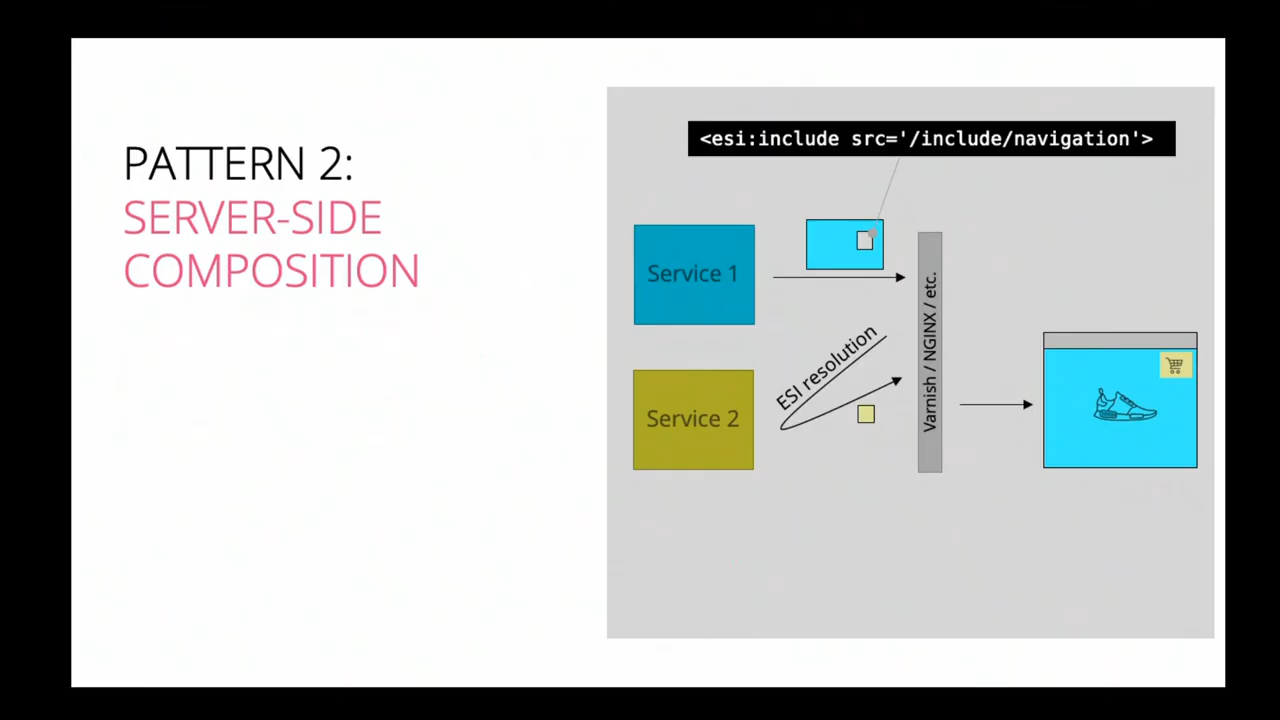 PATTERN 2:
SERVER-SIDE
COMPOSITION
<esi:include src='/include/navigation'>
Service 1
ESI resolution
Service 2
Varnish / NGINX / etc.